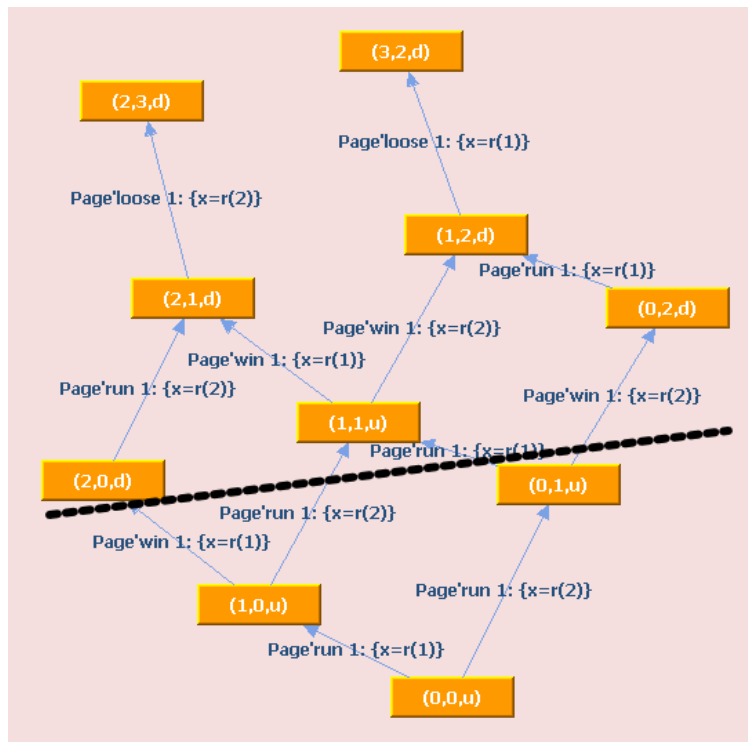 (3,2,d)
(2,3,d)
Page'loose 1: {x=r(1)}
Page'loose 1: {x=r(2)}
(1,2,d)
Page'run 1: {x=r(1)}
(2,1,d)
(0,2,d)
Page'win 1: {x=r(2)}
Page'win 1: {x=r(1)}
Page'run 1: {x=r(2)}
Page'win 1: {x=r(2)}
(1,1,u)
Page'run 1: {x=r(1)}
(2,0,d)
(0,1,u)
Page'run 1: {x=r(2)}
Page'win 1: {x=r(1)}
Page'run 1: {x=r(2)}
(1,0,u)
Page'run 1: {x=r(1)}
(0,0,u)